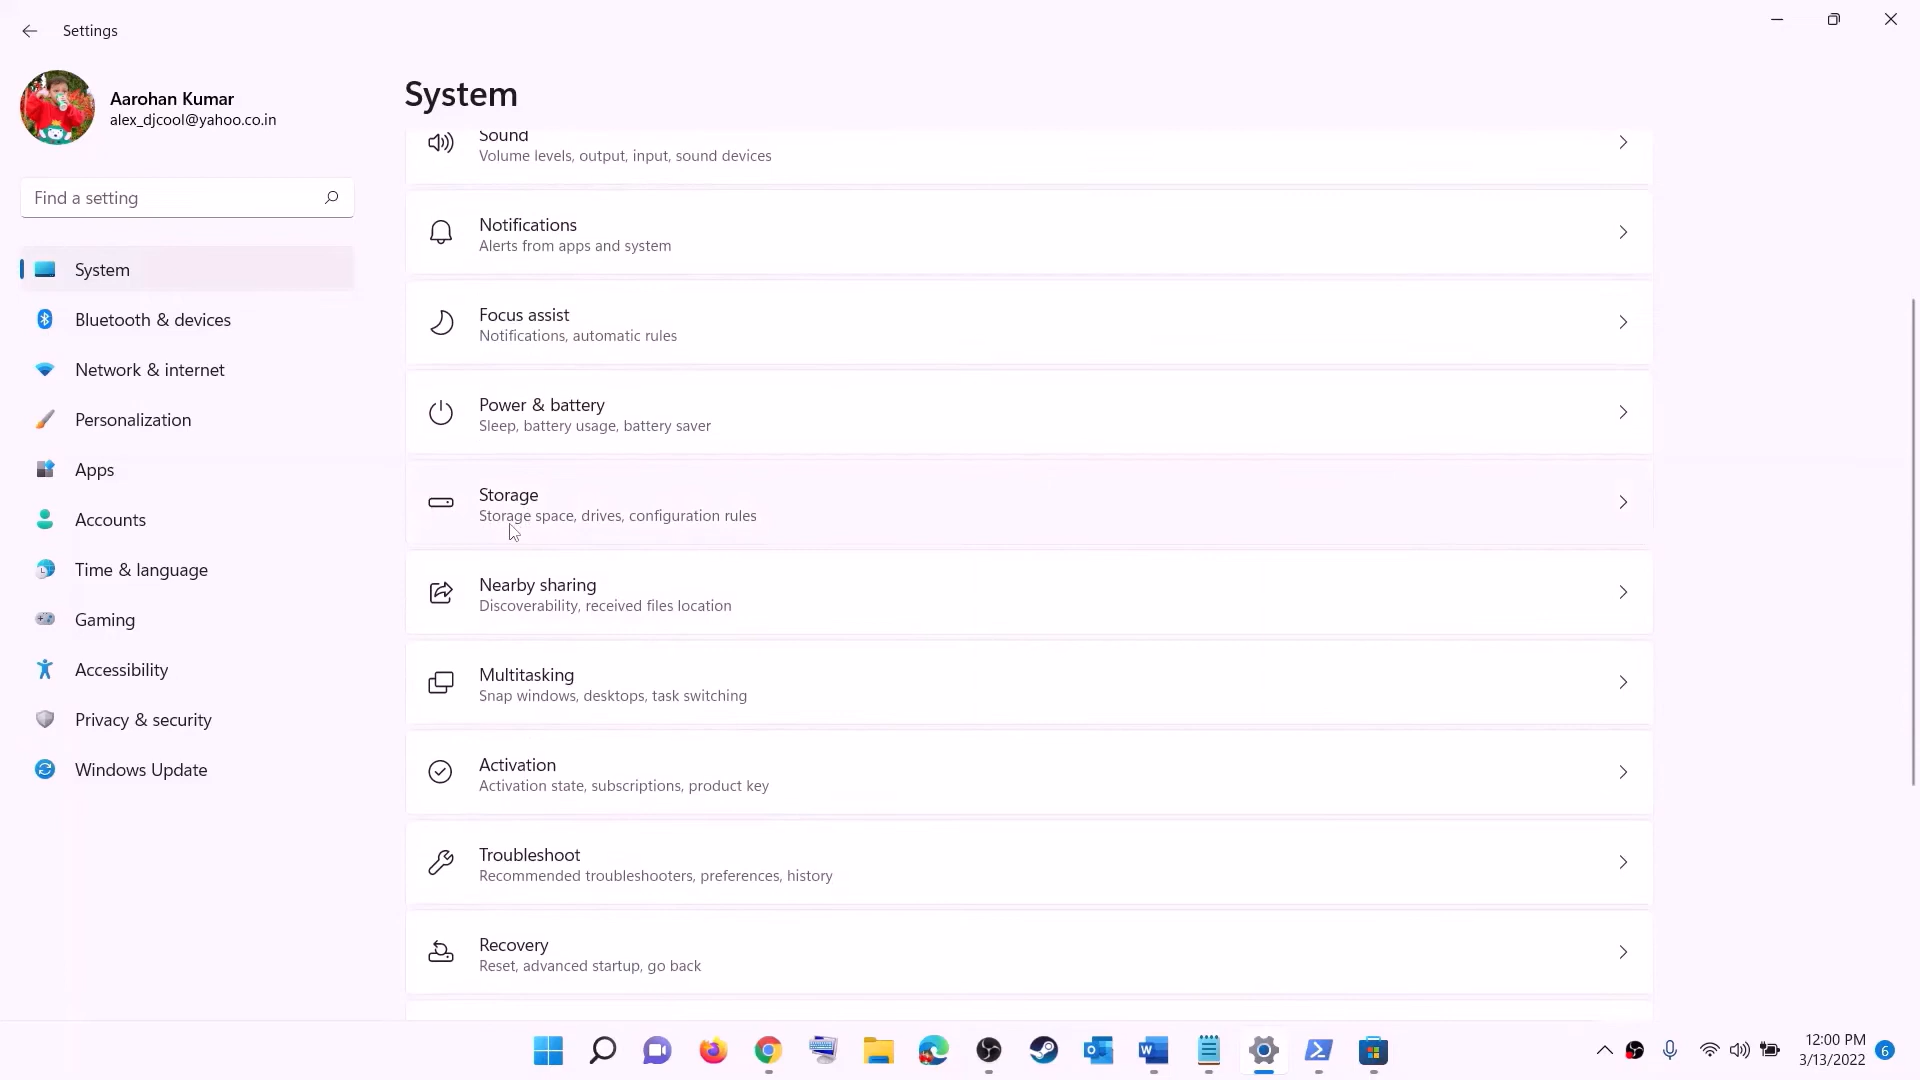 Settings
Aarohan Kumar
alex_djcool@yahoo.co.in
Find a setting
System
Bluetooth & devices
Network & internet
Personalization
Apps
Accounts
Time & language
Gaming
Accessibility
Privacy & security
Windows Update
System
Sound
Volume levels, output, input, sound devices
Notifications
Alerts from apps and system
Focus assist
Notifications, automatic rules
Power & battery
Sleep, battery usage, battery saver
Storage
Storage space, drives, configuration rules
Nearby sharing
Discoverability, received files location
Multitasking
Snap windows, desktops, task switching
Activation
Activation state, subscriptions, product key
Troubleshoot
Recommended troubleshooters, preferences, history
Recovery
Reset, advanced startup, go back
12:00 PM
3/13/2022
6